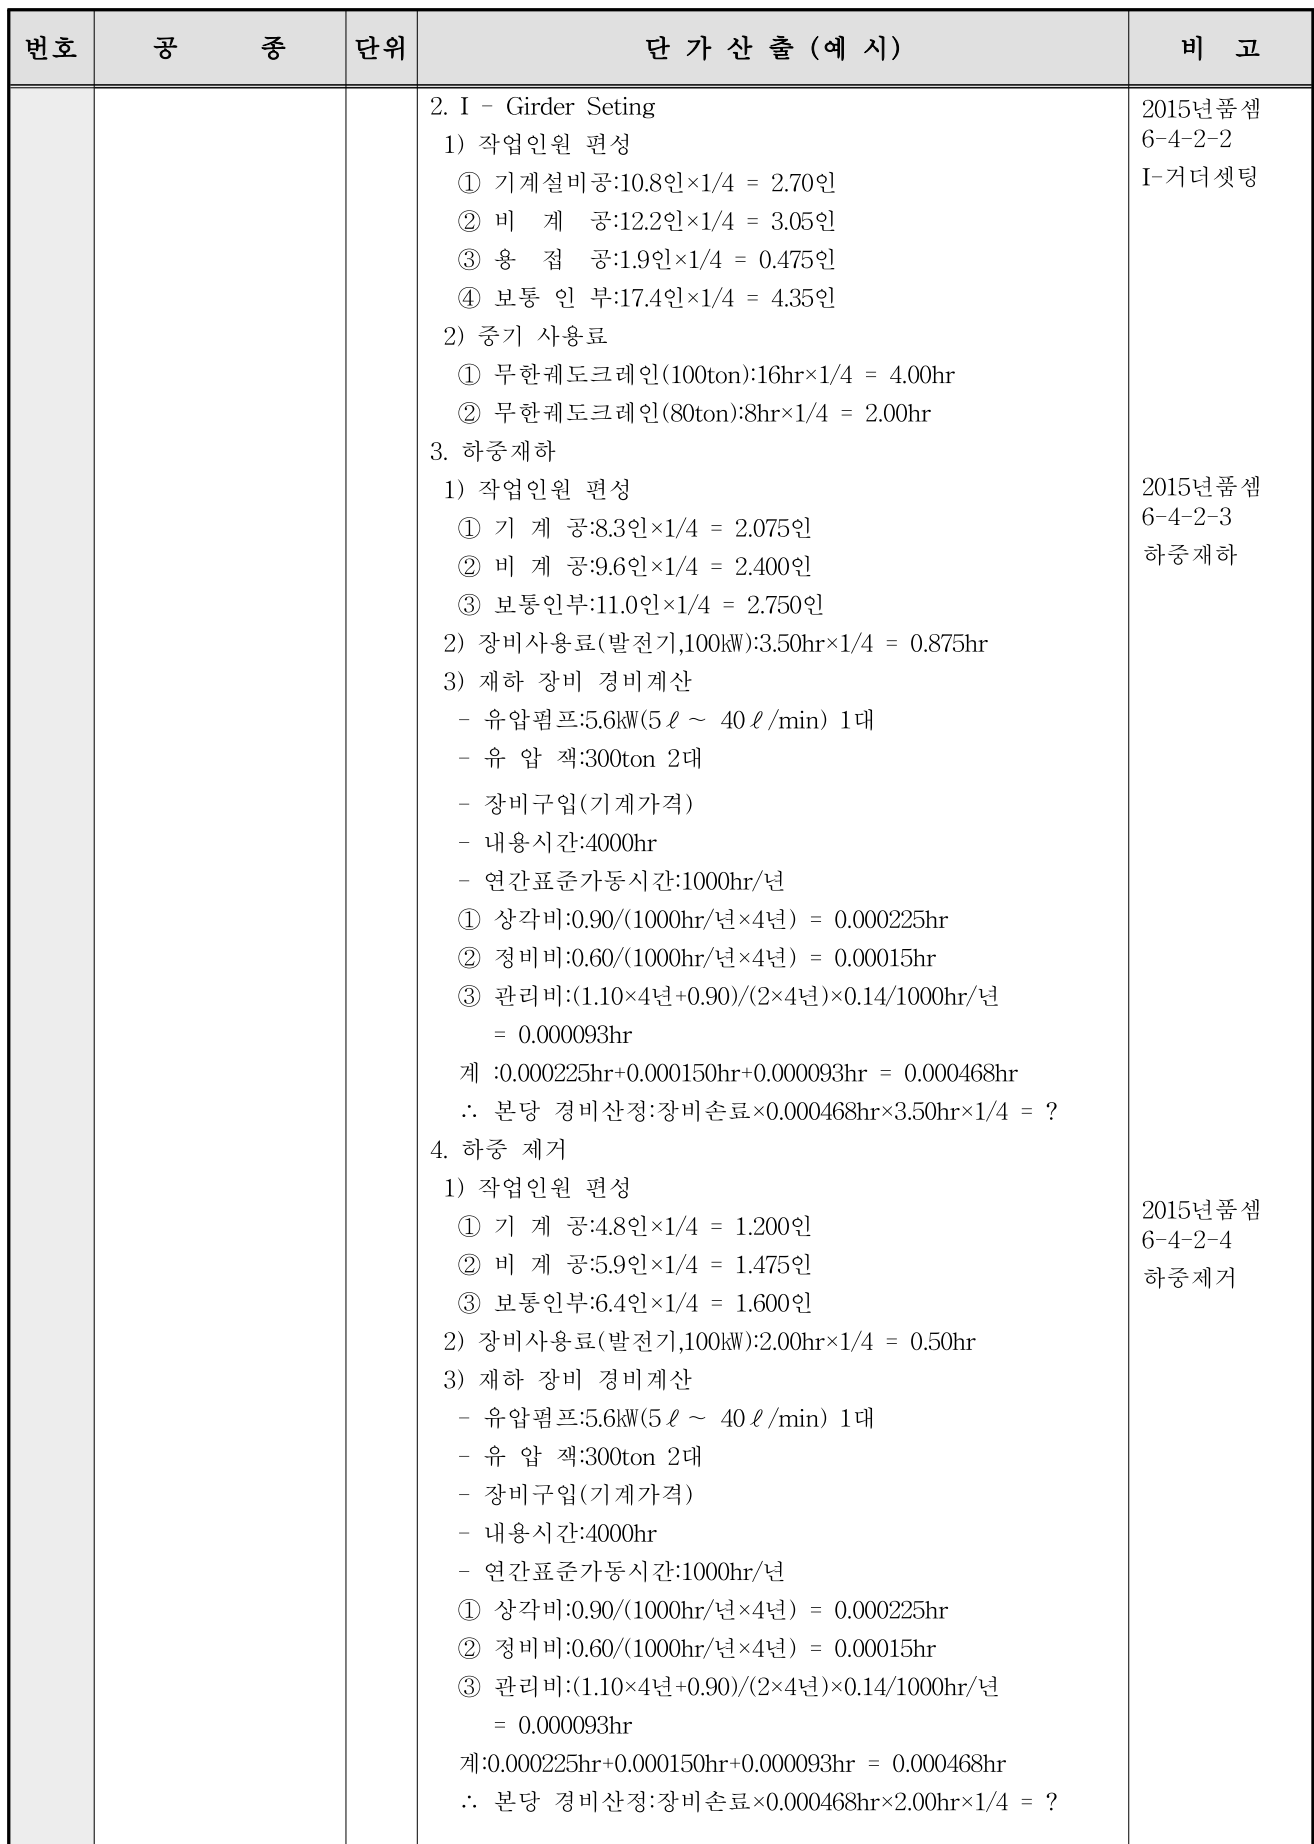 번호 공 종 단위 단 가 산 출 (예 시) 비 고
2. I - Girder Seting
1) 작업인원 편성
① 기계설비공:10.8인×1/4 = 2.70인
② 비 계 공:12.2인×1/4 = 3.05인
③ 용 접 공:1.9인×1/4 = 0.475인
④ 보통 인 부:17.4인×1/4 = 4.35인
2) 중기 사용료
① 무한궤도크레인(100ton):16hr×1/4 = 4.00hr
② 무한궤도크레인(80ton):8hr×1/4 = 2.00hr
3. 하중재하
1) 작업인원 편성
① 기 계 공:8.3인×1/4 = 2.075인
② 비 계 공:9.6인×1/4 = 2.400인
③ 보통인부:11.0인×1/4 = 2.750인
2) 장비사용료(발전기,100㎾):3.50hr×1/4 = 0.875hr
3) 재하 장비 경비계산
- 유압펌프:5.6㎾(5ℓ～ 40ℓ/min) 1대
- 유 압 잭:300ton 2대
- 장비구입(기계가격)
- 내용시간:4000hr
- 연간표준가동시간:1000hr/년
① 상각비:0.90/(1000hr/년×4년) = 0.000225hr
② 정비비:0.60/(1000hr/년×4년) = 0.00015hr
③ 관리비:(1.10×4년+0.90)/(2×4년)×0.14/1000hr/년
= 0.000093hr
계 :0.000225hr+0.000150hr+0.000093hr = 0.000468hr
∴ 본당 경비산정:장비손료×0.000468hr×3.50hr×1/4 = ?
4. 하중 제거
1) 작업인원 편성
① 기 계 공:4.8인×1/4 = 1.200인
② 비 계 공:5.9인×1/4 = 1.475인
③ 보통인부:6.4인×1/4 = 1.600인
2) 장비사용료(발전기,100㎾):2.00hr×1/4 = 0.50hr
3) 재하 장비 경비계산
- 유압펌프:5.6㎾(5ℓ～ 40ℓ/min) 1대
- 유 압 잭:300ton 2대
- 장비구입(기계가격)
- 내용시간:4000hr
- 연간표준가동시간:1000hr/년
① 상각비:0.90/(1000hr/년×4년) = 0.000225hr
② 정비비:0.60/(1000hr/년×4년) = 0.00015hr
③ 관리비:(1.10×4년+0.90)/(2×4년)×0.14/1000hr/년
= 0.000093hr
계:0.000225hr+0.000150hr+0.000093hr = 0.000468hr
∴ 본당 경비산정:장비손료×0.000468hr×2.00hr×1/4 = ?
2015년품셈
6-4-2-2
I-거더셋팅
2015년품셈
6-4-2-3
하중재하
2015년품셈
6-4-2-4
하중제거